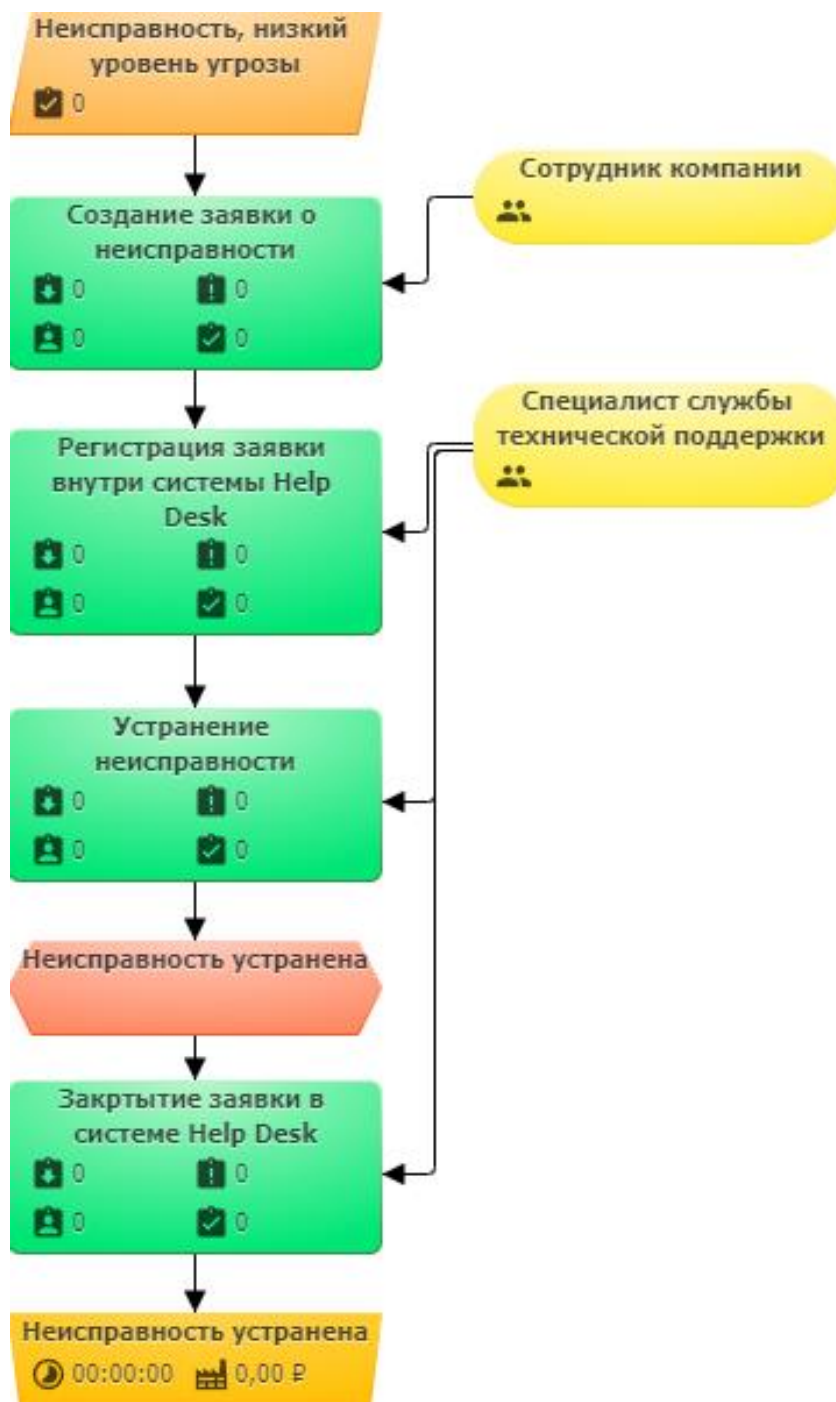 Неисправность, низкий
уровень угрозы
0
Сотрудник компании
Создание заявки о
неисправности
0 0
0 0
Специалист службы
технической поддержки
Регистрация заявки
внутри системы Help
Desk
0 0
0 0
Устранение
неисправности
0 0
0 0
Неисправность устранена
Закртытие заявки в
системе Help Desk
0 0
0 0
Неисправность устранена
00:00:00 0,00 ₽